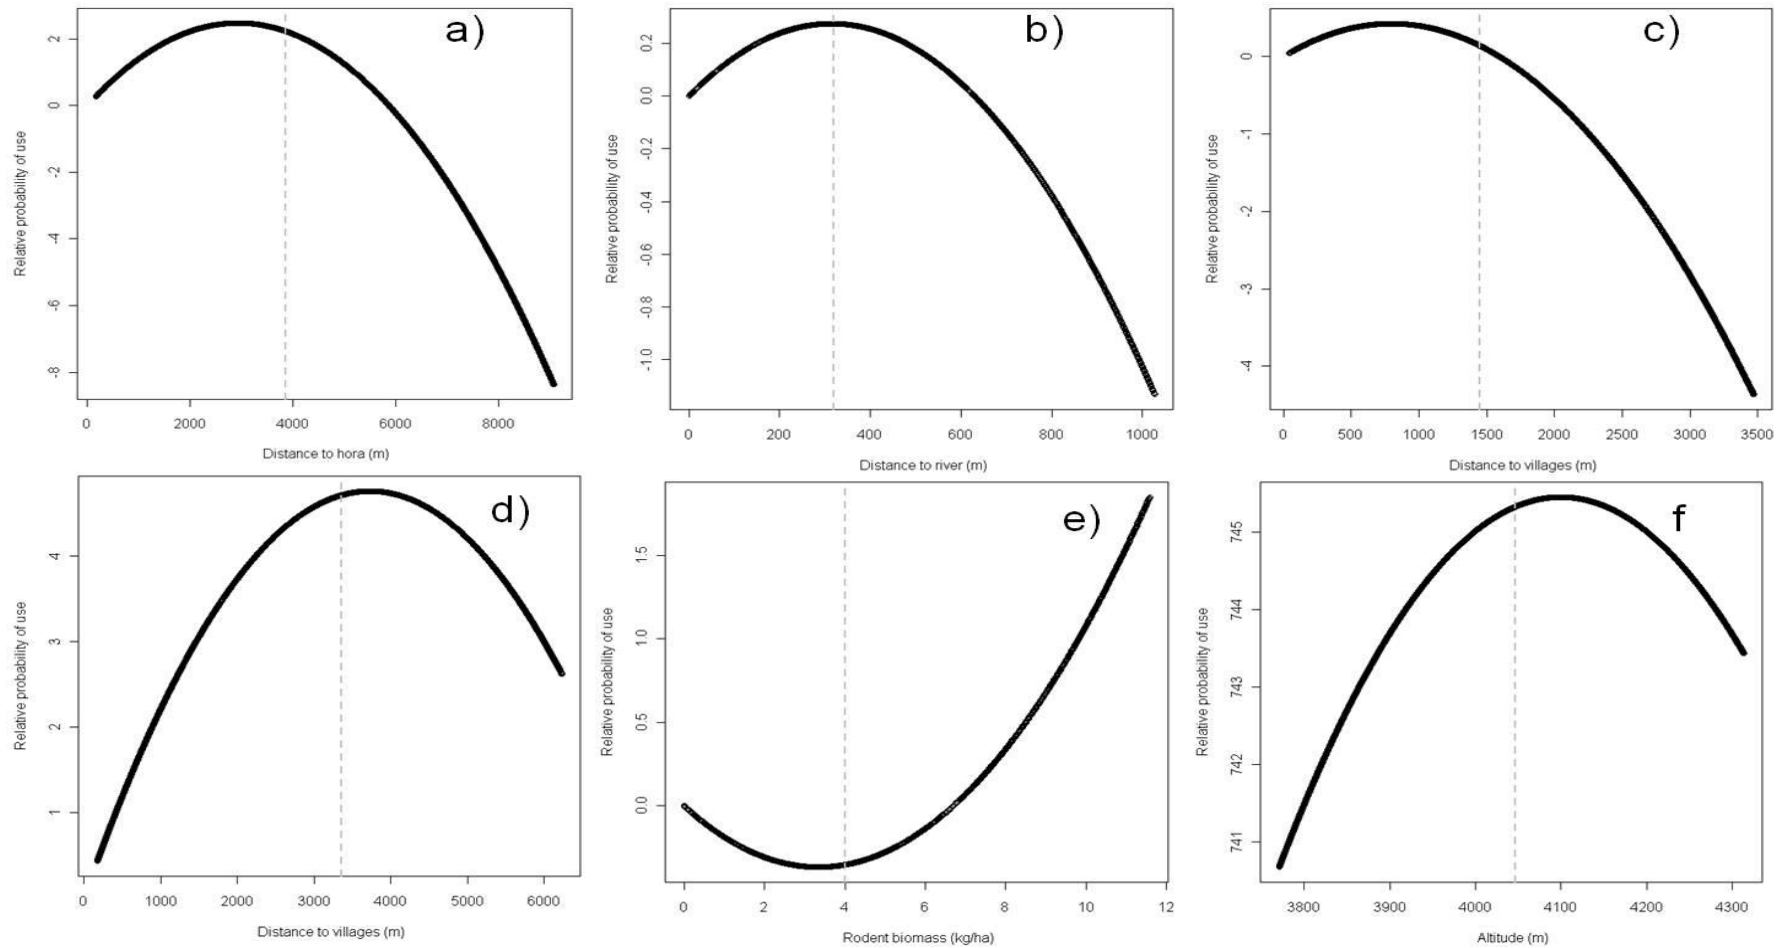 a)
Relative probability of use
2
0
-2
-4
-6
-8
0 2000 4000 6000 8000
Distance to hora (m)
b)
Relative probability of use
0.2
0.0
-0.2
-0.4
-0.6
-0.8
-1.0
0 200 400 600 800 1000
Distance to river (m)
c)
Relative probability of use
0
-1
-2
-3
-4
0 500 1000 1500 2000 2500 3000 3500
Distance to villages (m)
d)
Relative probability of use
4
3
2
1
0 1000 2000 3000 4000 5000 6000
Distance to villages (m)
e)
Relative probability of use
1.5
1.0
0.5
0.0
0 2 4 6 8 10 12
Rodent biomass (kg/ha)
f
Relative probability of use
745
744
743
742
741
3800 3900 4000 4100 4200 4300
Altitude (m)